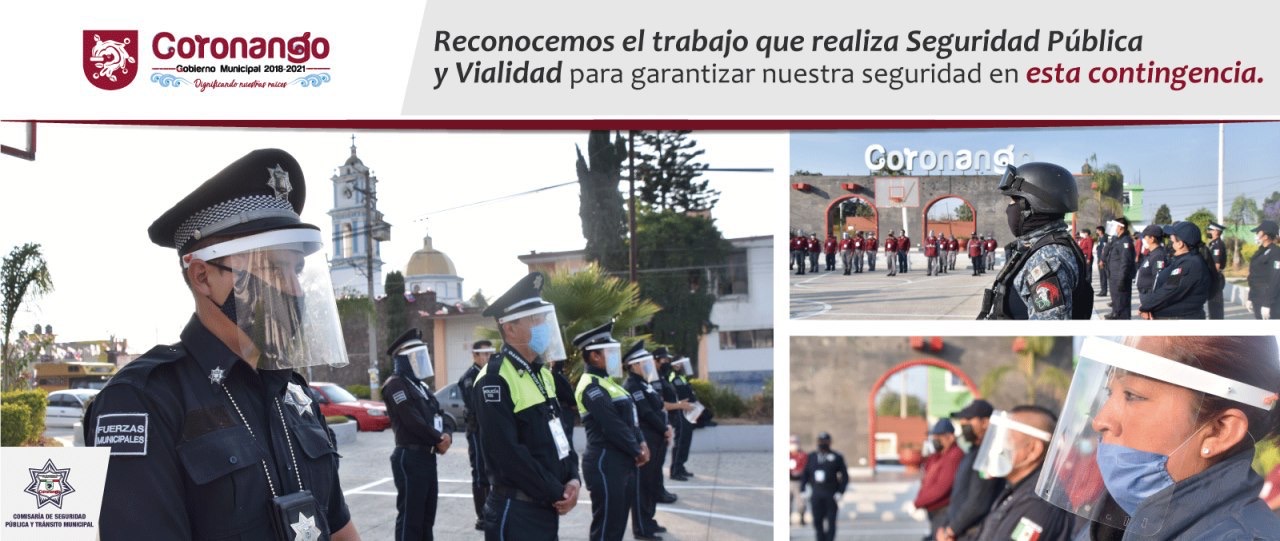 Coronango
Gobierno Municipal 2018-2021
Dignificando nuestras raíces
Reconocemos el trabajo que realiza Seguridad Pública
y Vialidad para garantizar nuestra seguridad en esta contingencia.
FUERZAS
MUNICIPALES
POLICÍA
Coronango
COMISARÍA DE SEGURIDAD
PÚBLICA Y TRÁNSITO MUNICIPAL